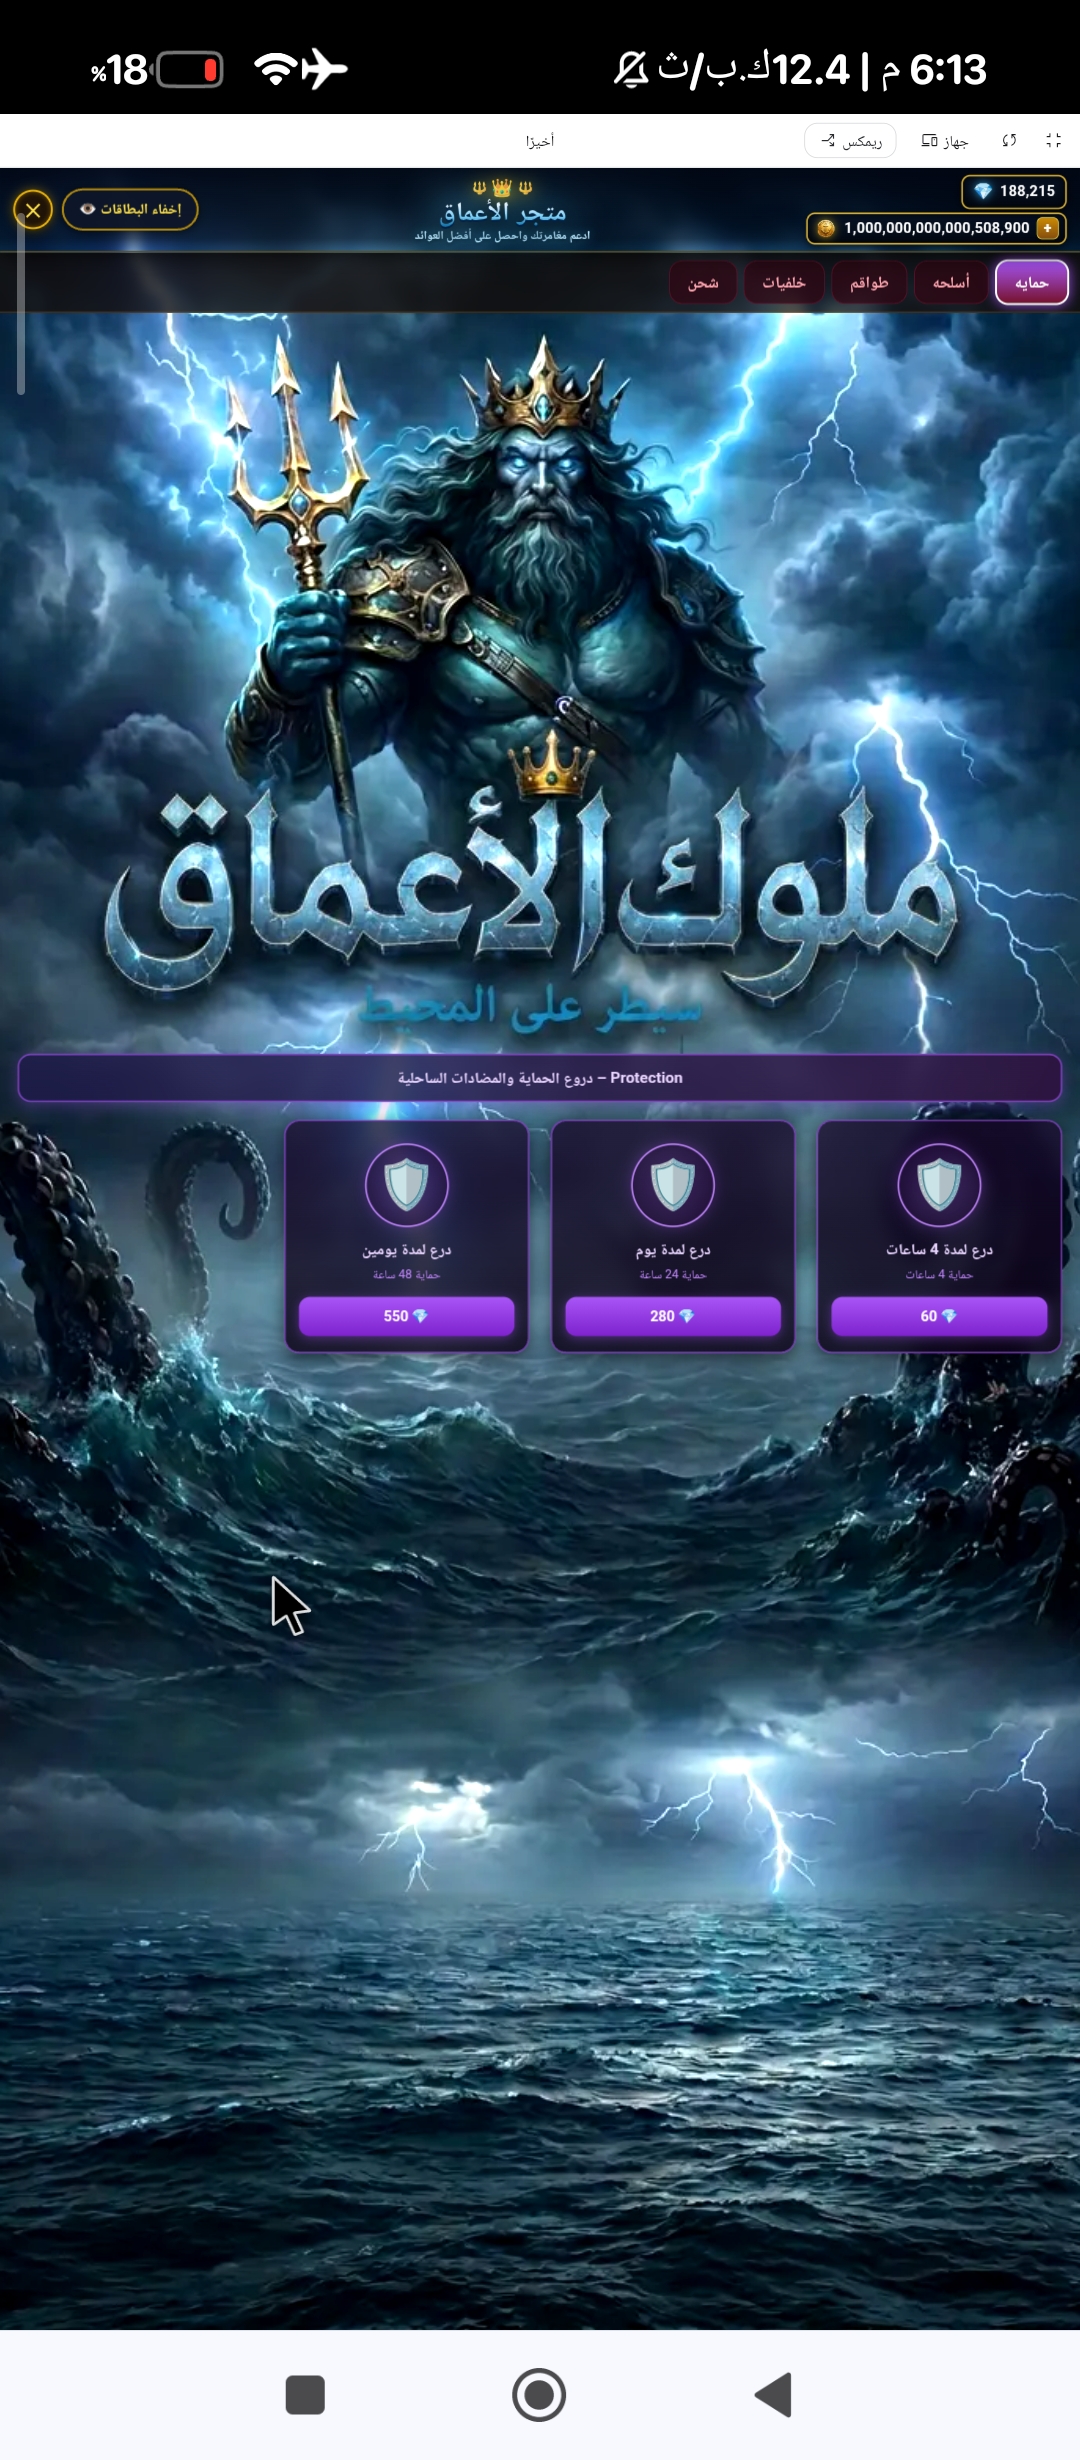 6:13 م | 12.4ك.ب/ث
18%
أخيرًا
جهاز
ريمكس
188,215
1,000,000,000,000,508,900
+
متجر الأعماق
ادعم مغامرتك واحصل على أفضل العوائد
إخفاء البطاقات
حمايه
أسلحه
طواقم
خلفيات
شحن
ملوك الأعماق
سيطر على المحيط
Protection – دروع الحماية والمضادات الساحلية
درع لمدة 4 ساعات
حماية 4 ساعات
60
درع لمدة يوم
حماية 24 ساعة
280
درع لمدة يومين
حماية 48 ساعة
550